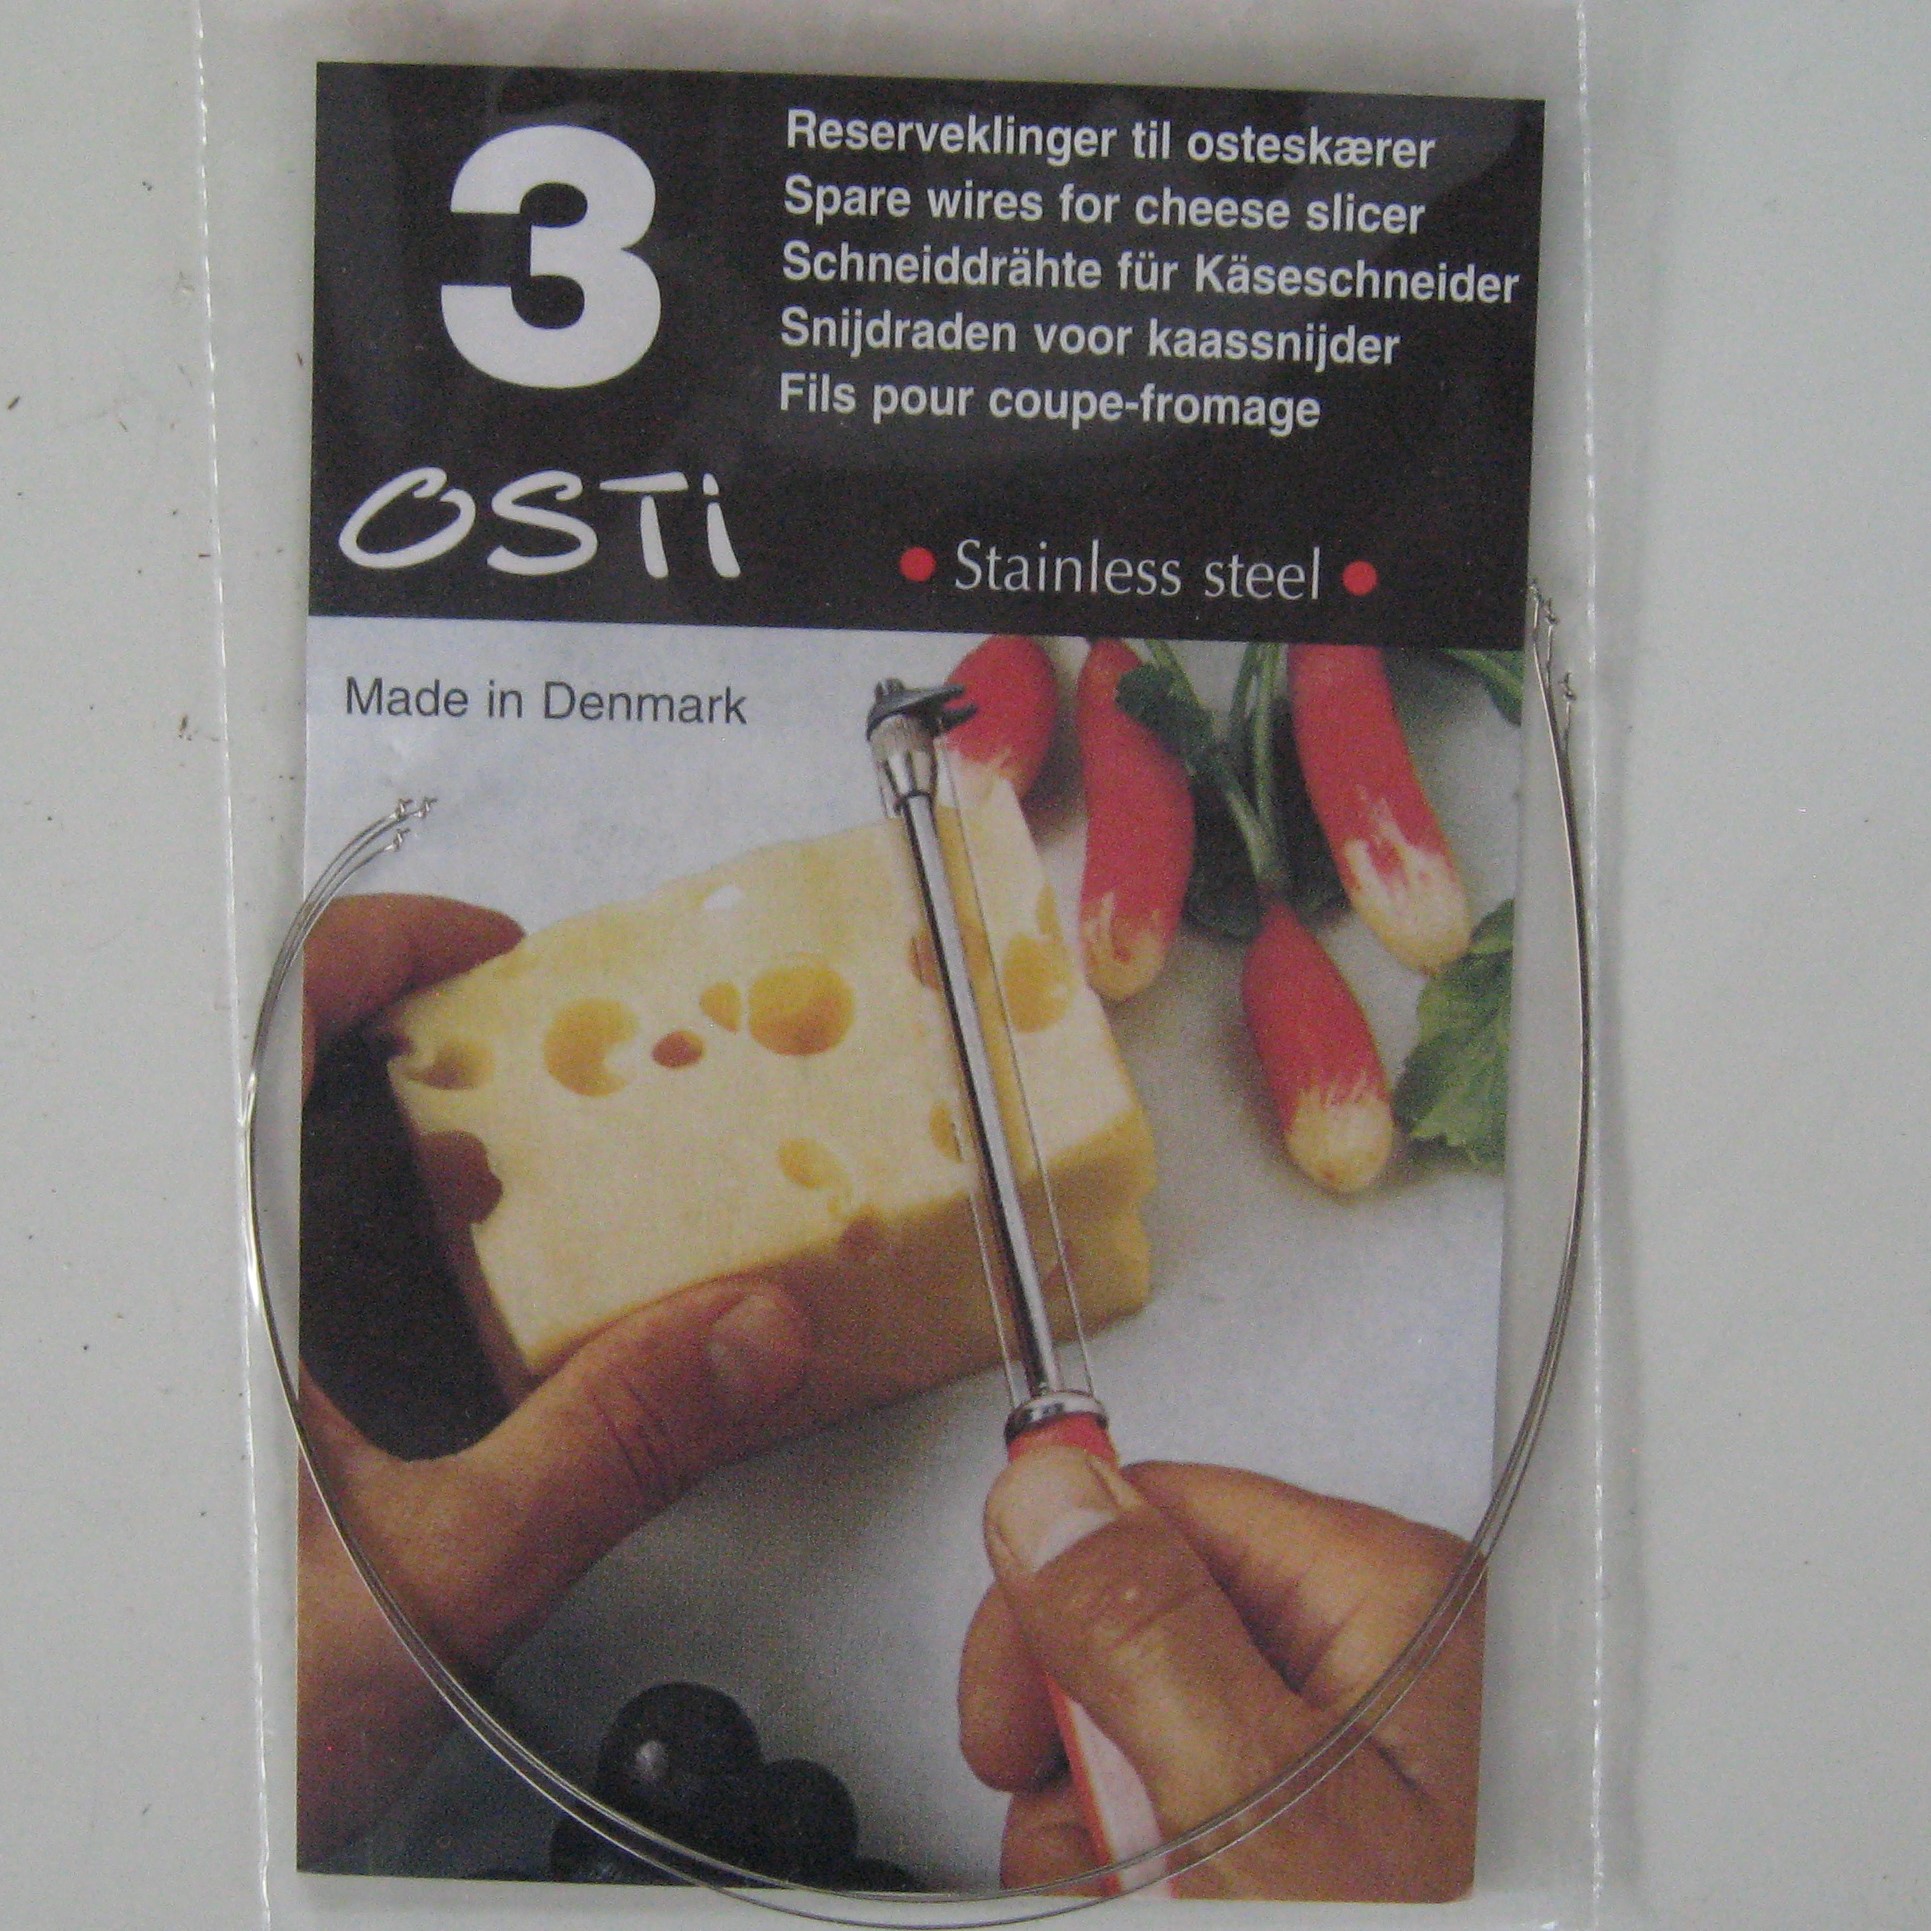 3
Reserveklinger til osteskærer
Spare wires for cheese slicer
Schneiddrähte für Käseschneider
Snijdraden voor kaassnijder
Fils pour coupe-fromage
OSTi
• Stainless steel •
Made in Denmark